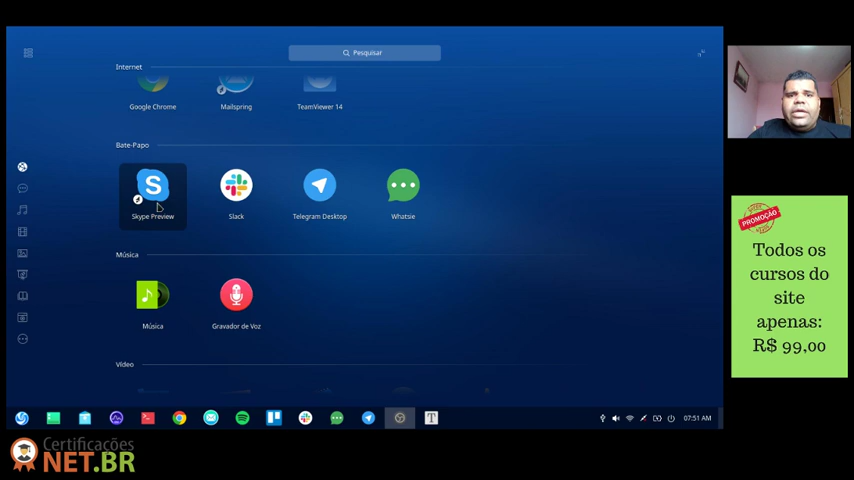 Pesquisar
Internet
Google Chrome
Mailspring
TeamViewer 14
Bate-Papo
S
Skype Preview
Slack
Telegram Desktop
Whatsie
Música
Música
Gravador de Voz
Vídeo
T
07:51 AM
PROMOÇÃO
Todos os
cursos do
site
apenas:
R$ 99,00
Certificações
NET.BR